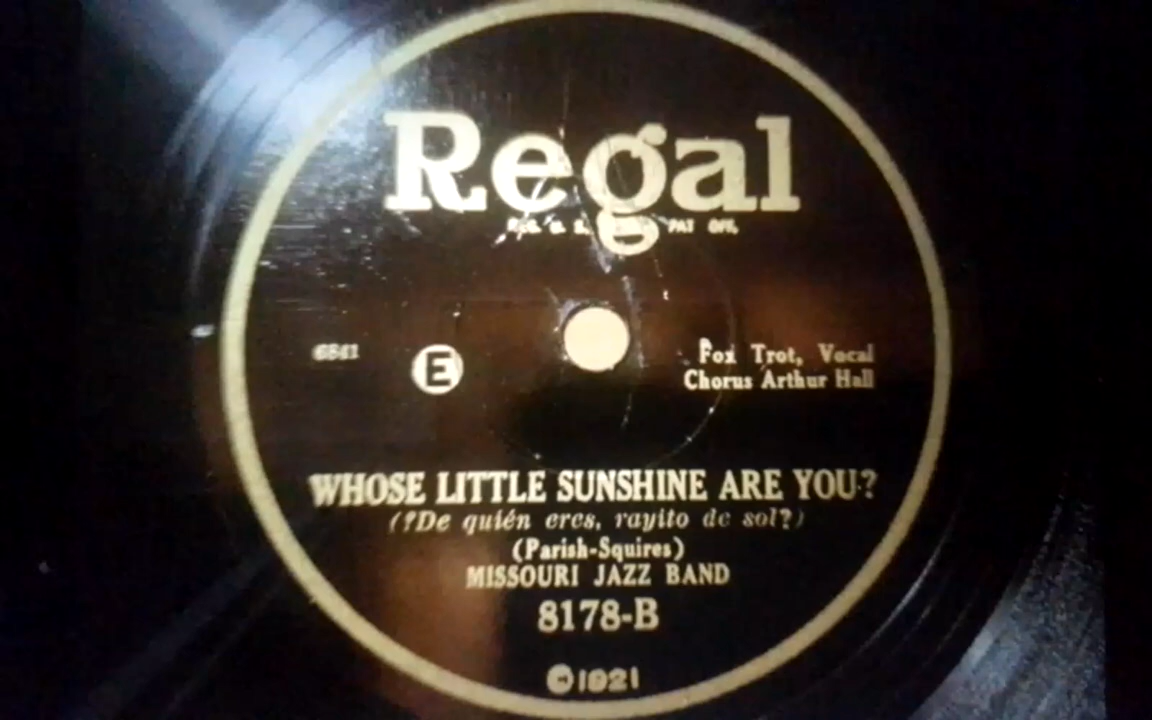 Regal
REG. U. S. PAT OFF.
E
Fox Trot, Vocal
Chorus Arthur Hall
WHOSE LITTLE SUNSHINE ARE YOU?
(?De quién eres, rayito de sol?)
(Parish-Squires)
MISSOURI JAZZ BAND
8178-B
©1921